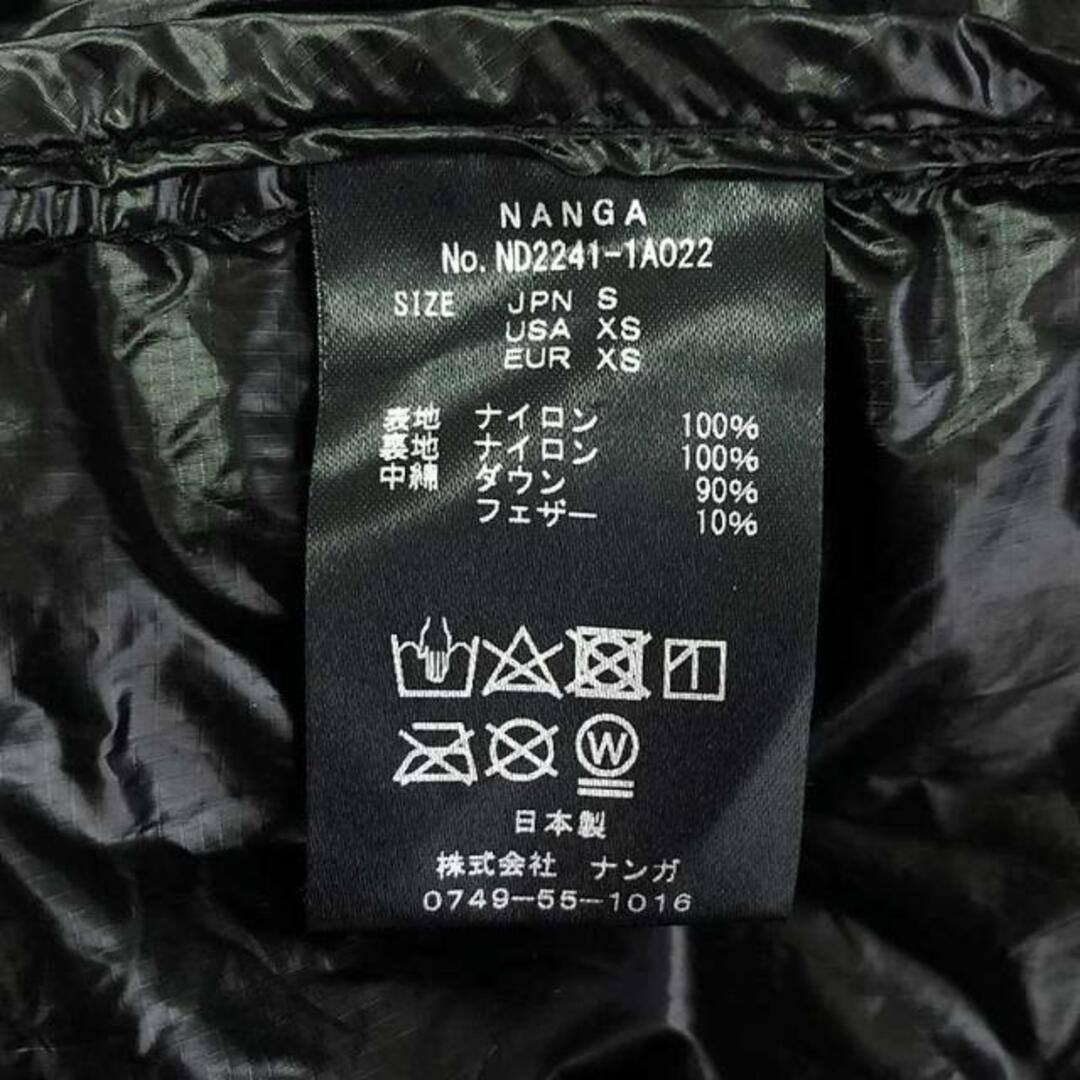 NANGA
No. ND2241-1A022
SIZE JPN S
USA XS
EUR XS
表地 ナイロン 100%
裏地 ナイロン 100%
中綿 ダウン 90%
フェザー 10%
W
日本製
株式会社 ナンガ
0749-55-1016